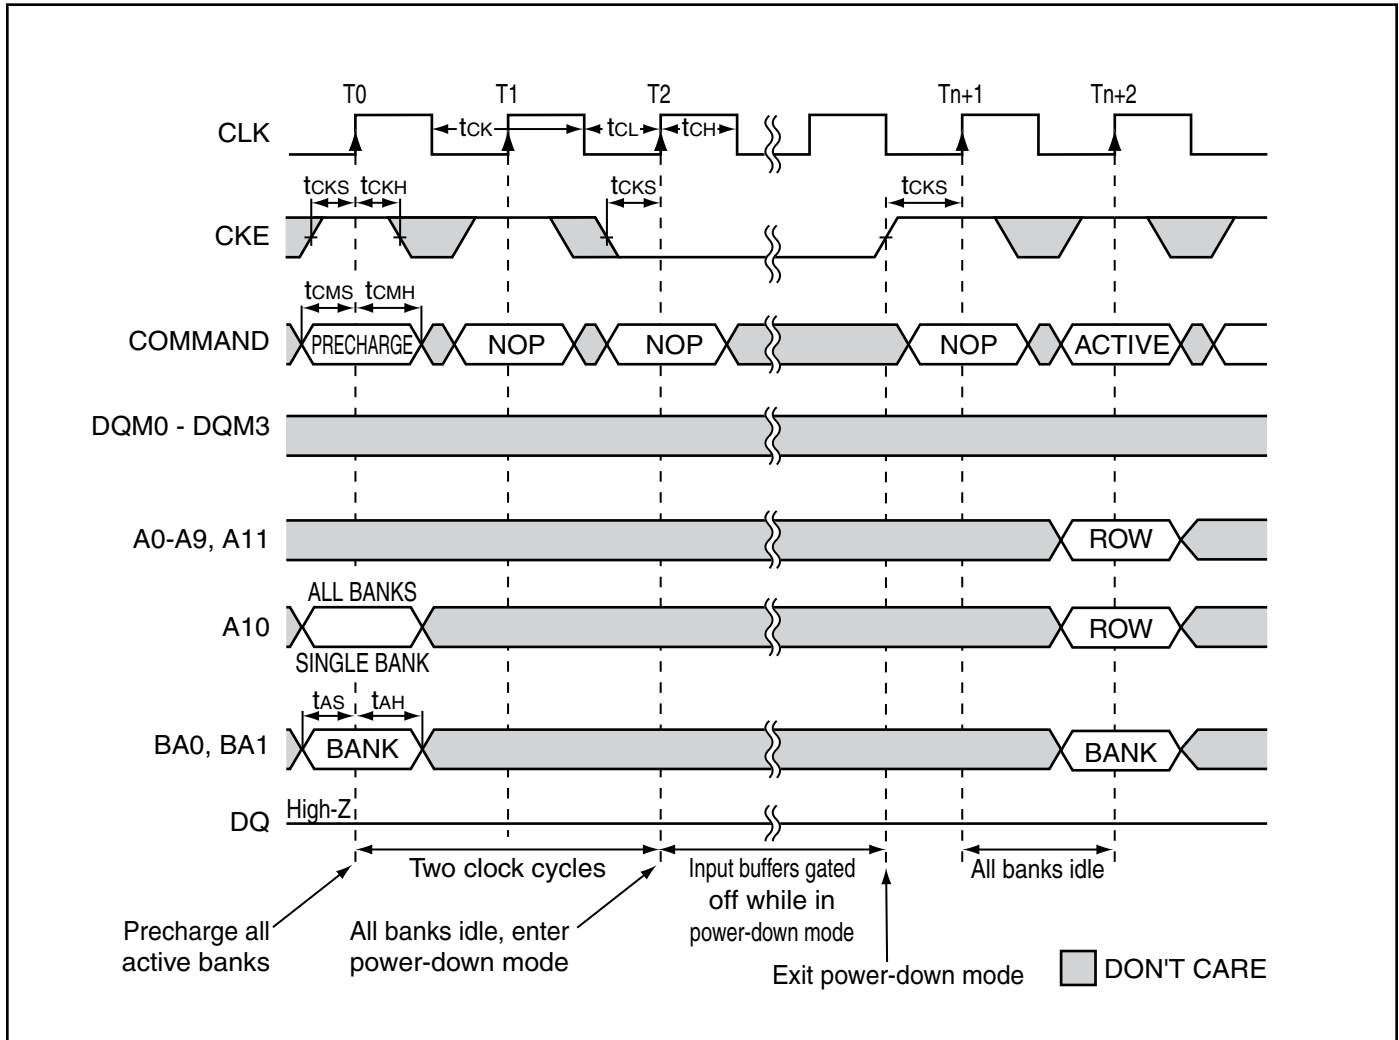 T0 T1 T2 Tn+1 Tn+2
CLK tCK tCL tCH
tCKS tCKH tCKS tCKS
CKE
tCMS tCMH
COMMAND PRECHARGE NOP NOP NOP ACTIVE
DQM0 - DQM3
A0-A9, A11 ROW
ALL BANKS
A10 ROW
SINGLE BANK
tAS tAH
BA0, BA1 BANK BANK
High-Z
DQ
Two clock cycles
Input buffers gated
off while in
power-down mode
All banks idle
Precharge all
active banks
All banks idle, enter
power-down mode
Exit power-down mode
DON'T CARE